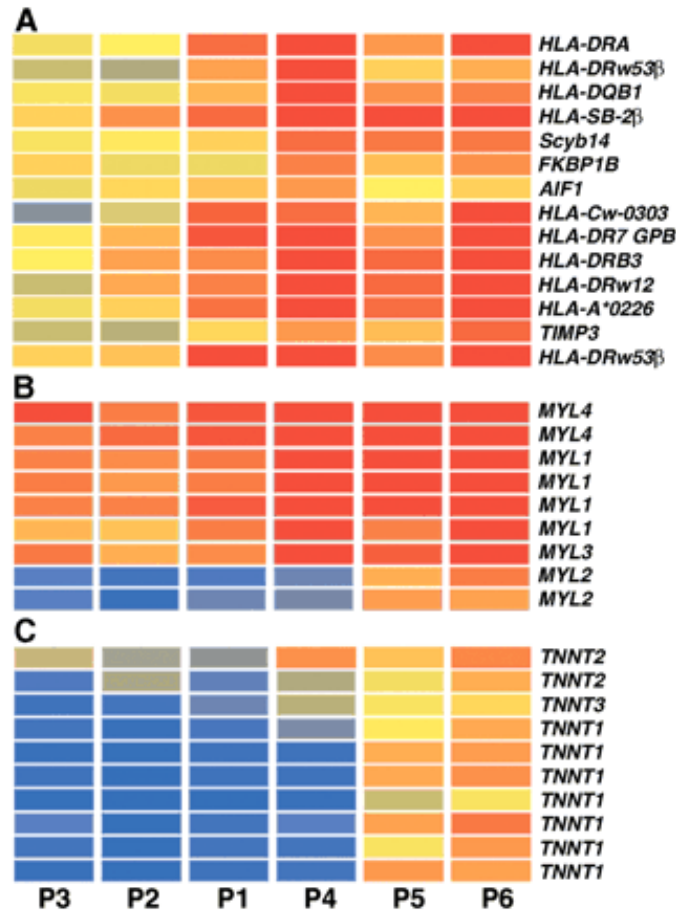 A
HLA-DRA
HLA-DRw53β
HLA-DQB1
HLA-SB-2β
Scyb14
FKBP1B
AIF1
HLA-Cw-0303
HLA-DR7 GPB
HLA-DRB3
HLA-DRw12
HLA-A*0226
TIMP3
HLA-DRw53β
B
MYL4
MYL4
MYL1
MYL1
MYL1
MYL1
MYL3
MYL2
MYL2
C
TNNT2
TNNT2
TNNT3
TNNT1
TNNT1
TNNT1
TNNT1
TNNT1
TNNT1
TNNT1
P3 P2 P1 P4 P5 P6